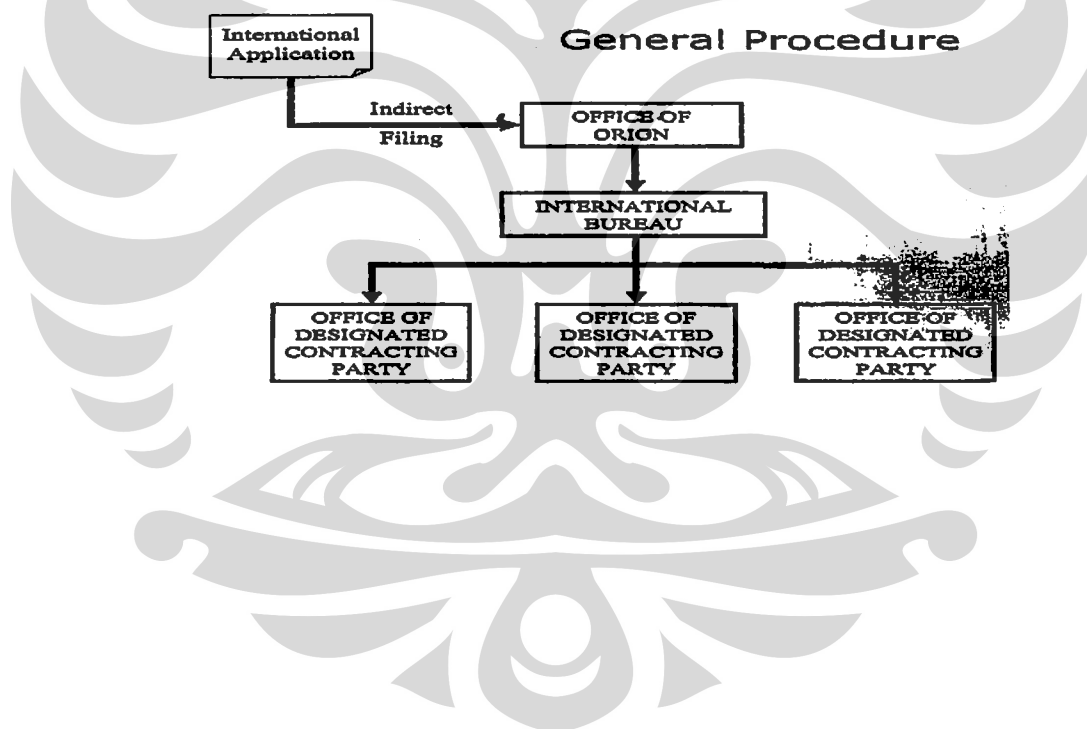 International
Application
General Procedure
Indirect
Filing
OFFICE OF
ORIGN
INTERNATIONAL
BUREAU
OFFICE OF
DESIGNATED
CONTRACTING
PARTY
OFFICE OF
DESIGNATED
CONTRACTING
PARTY
OFFICE OF
DESIGNATED
CONTRACTING
PARTY